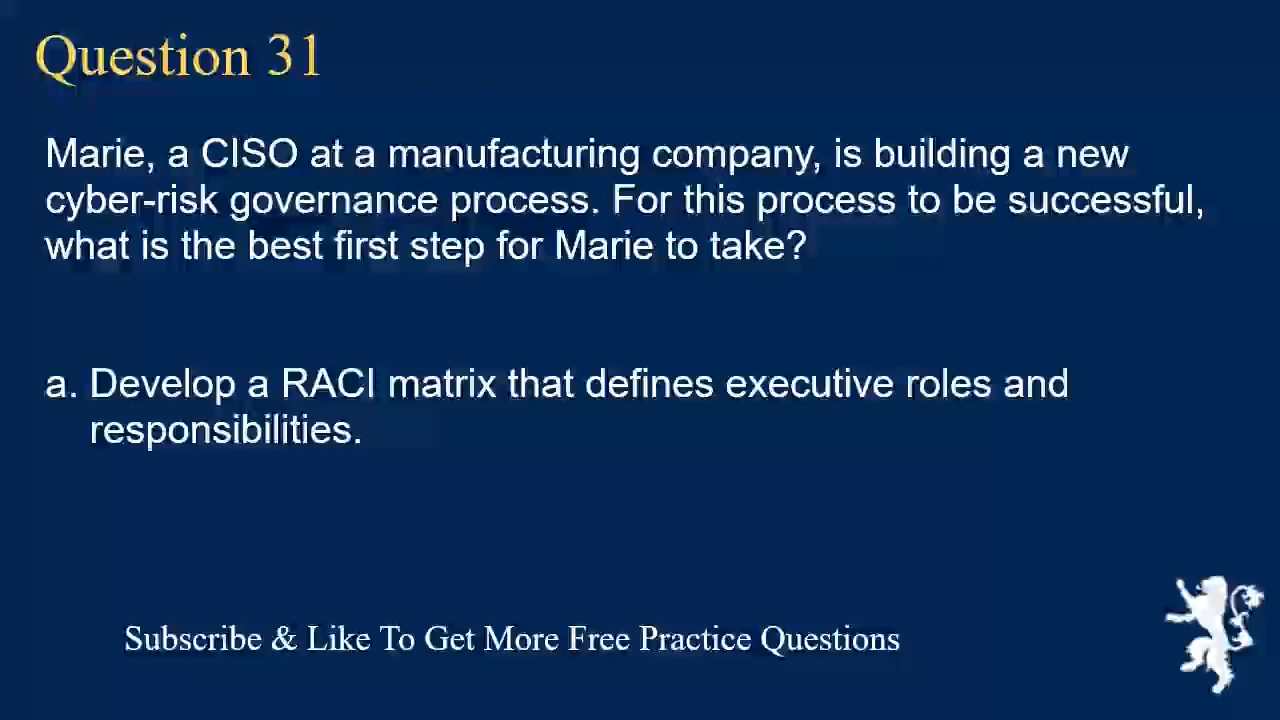 Question 31
Marie, a CISO at a manufacturing company, is building a new
cyber-risk governance process. For this process to be successful,
what is the best first step for Marie to take?
a. Develop a RACI matrix that defines executive roles and
responsibilities.
Subscribe & Like To Get More Free Practice Questions